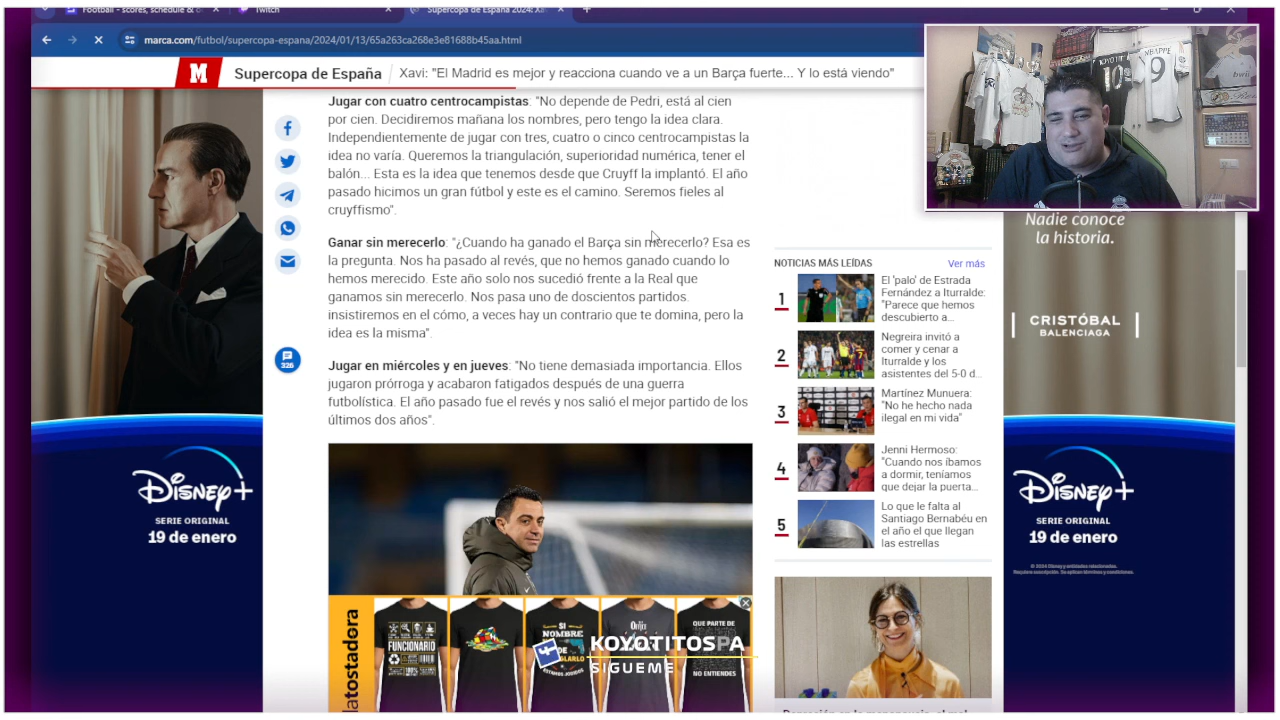 Football - scores, schedule &
Twitch
Supercopa de España 2024: Xa
marca.com/futbol/supercopa-espana/2024/01/13/65a263ca268e3e81688b45aa.html
M
Supercopa de España / Xavi: "El Madrid es mejor y reacciona cuando ve a un Barça fuerte... Y lo está viendo"
Jugar con cuatro centrocampistas. "No depende de Pedri, está al cien
por cien. Decidiremos mañana los nombres, pero tengo la idea clara.
Independientemente de jugar con tres, cuatro o cinco centrocampistas la
idea no varía. Queremos la triangulación, superioridad numérica, tener el
balón... Esta es la idea que tenemos desde que Cruyff la implantó. El año
pasado hicimos un gran fútbol y este es el camino. Seremos fieles al
cruyffismo".
Ganar sin merecerlo: "¿Cuando ha ganado el Barça sin merecerlo? Esa es
la pregunta. Nos ha pasado al revés, que no hemos ganado cuando lo
hemos merecido. Este año solo nos sucedió frente a la Real que
ganamos sin merecerlo. Nos pasa uno de doscientos partidos.
insistiremos en el cómo, a veces hay un contrario que te domina, pero la
idea es la misma".
326
Jugar en miércoles y en jueves: "No tiene demasiada importancia. Ellos
jugaron prórroga y acabaron fatigados después de una guerra
futbolística. El año pasado fue el revés y nos salió el mejor partido de los
últimos dos años".
NOTICIAS MÁS LEÍDAS
Ver más
1
El 'palo' de Estrada
Fernández a Iturralde:
"Parece que hemos
descubierto a...
2
Negreira invitó a
comer y cenar a
Iturralde y los
asistentes del 5-0 d...
3
Martínez Munuera:
"No he hecho nada
ilegal en mi vida"
4
Jenni Hermoso:
"Cuando nos íbamos
a dormir, teníamos
que dejar la puerta...
5
Lo que le falta al
Santiago Bernabéu en
el año el que llegan
las estrellas
KOYOTITO
10
MBAPPE
9
Nadie conoce
la historia.
CRISTÓBAL
BALENCIAGA
Disney+
SERIE ORIGINAL
19 de enero
Disney+
SERIE ORIGINAL
19 de enero
latostadora
FUNCIONARIO
SI
NOMBRE
DE
QUE PARTE DE
NO ENTIENDES
KOYOTITOSPA
SIGUEME